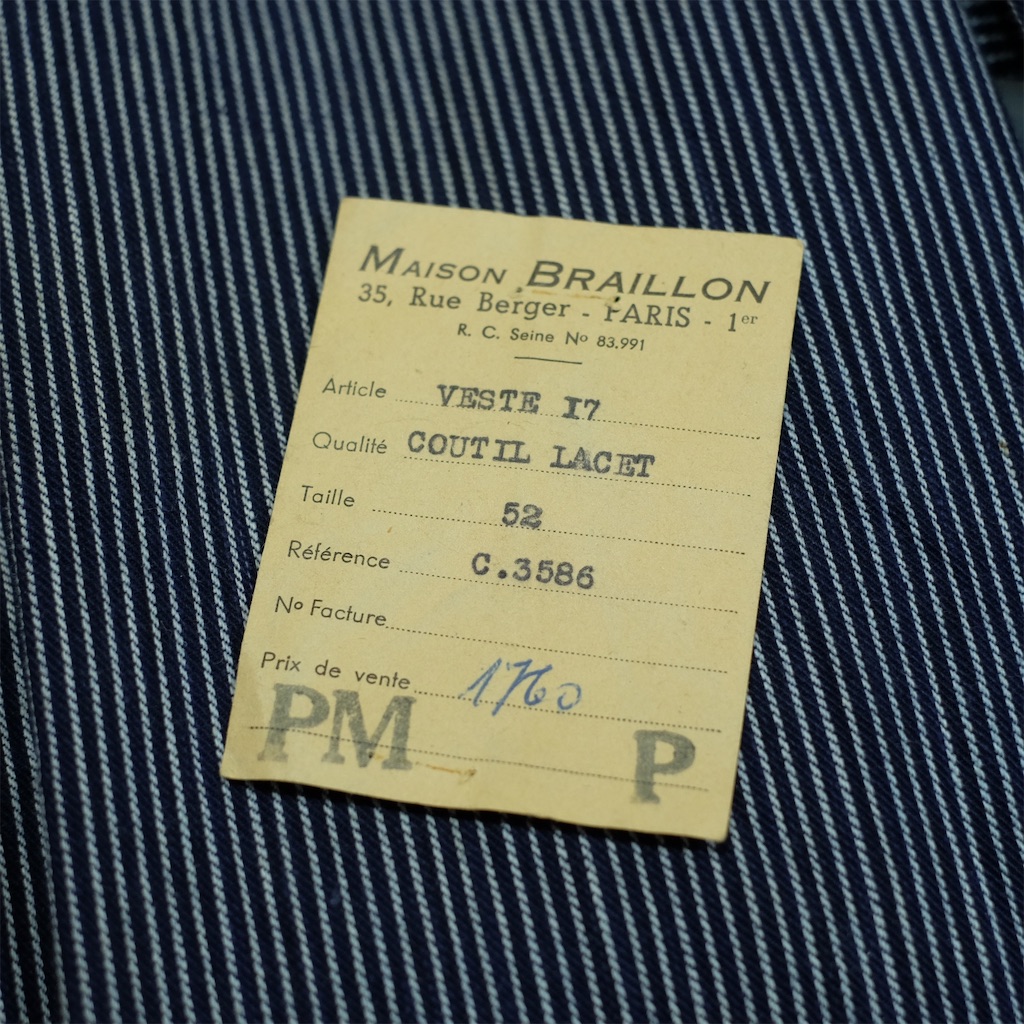 MAISON BRAILLON
35, Rue Berger - PARIS - 1er
R. C. Seine No 83.991
Article VESTE 17
Qualité COUTIL LACET
Taille 52
Référence C.3586
No Facture
Prix de vente 1760
PM P